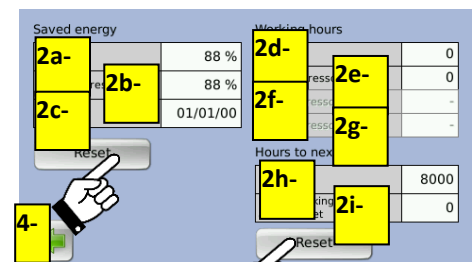 Saved energy
2a-
88 %
2b-
88 %
2c-
01/01/00
Reset
4-
Working hours
2d-
0
2e-
0
2f-
-
2g-
-
Hours to nex
2h-
8000
2i-
0
Reset